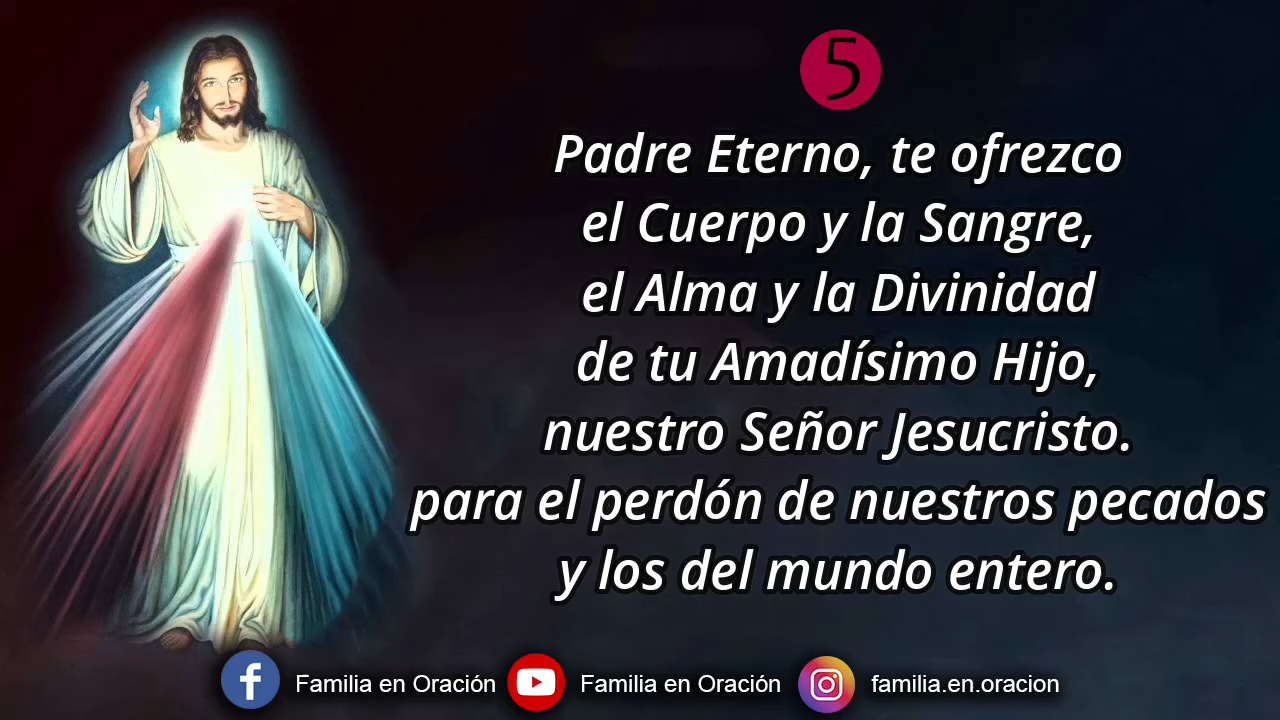 5
Padre Eterno, te ofrezco
el Cuerpo y la Sangre,
el Alma y la Divinidad
de tu Amadísimo Hijo,
nuestro Señor Jesucristo.
para el perdón de nuestros pecados
y los del mundo entero.
Familia en Oración Familia en Oración familia.en.oracion